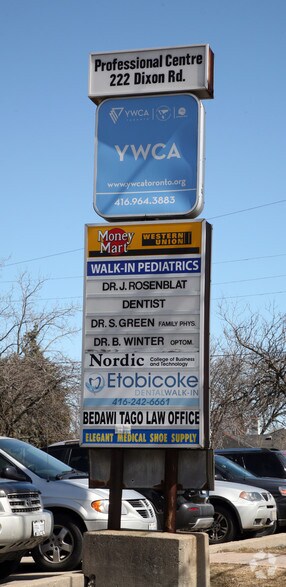 Professional Centre
222 Dixon Rd.
YWCA
YWCA
www.ywcatoronto.org
416.964.3883
Money Mart WESTERN UNION
WALK-IN PEDIATRICS
DR. J. ROSENBLAT
DENTIST
DR. S. GREEN FAMILY PHYS.
DR. B. WINTER OPTOM.
Nordic College of Business and Technology
Etobicoke
DENTALWALK-IN
416-242-6661
BEDAWI TAGO LAW OFFICE
ELEGANT MEDICAL SHOE SUPPLY